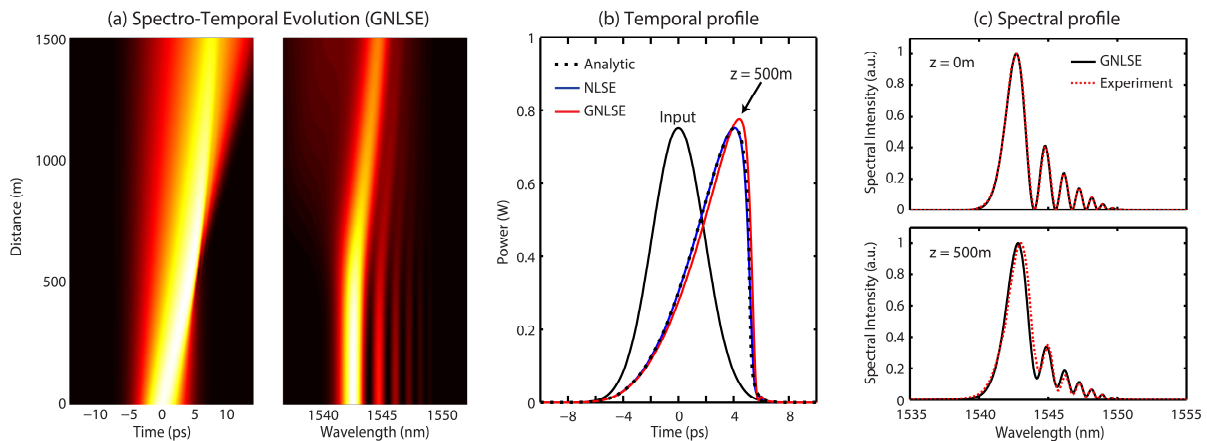 (a) Spectro-Temporal Evolution (GNLSE)
1500
1000
500
0
Distance (m)
−10 −5 0 5 10
Time (ps)
1540 1545 1550
Wavelength (nm)
(b) Temporal profile
1
0.8
0.6
0.4
0.2
0
Power (W)
Analytic
NLSE
GNLSE
z = 500m
Input
−8 −4 0 4 8
Time (ps)
(c) Spectral profile
1
0.8
0.6
0.4
0.2
0
Spectral Intensity (a.u.)
z = 0m
GNLSE
Experiment
1
0.8
0.6
0.4
0.2
0
Spectral Intensity (a.u.)
z = 500m
1535 1540 1545 1550 1555
Wavelength (nm)